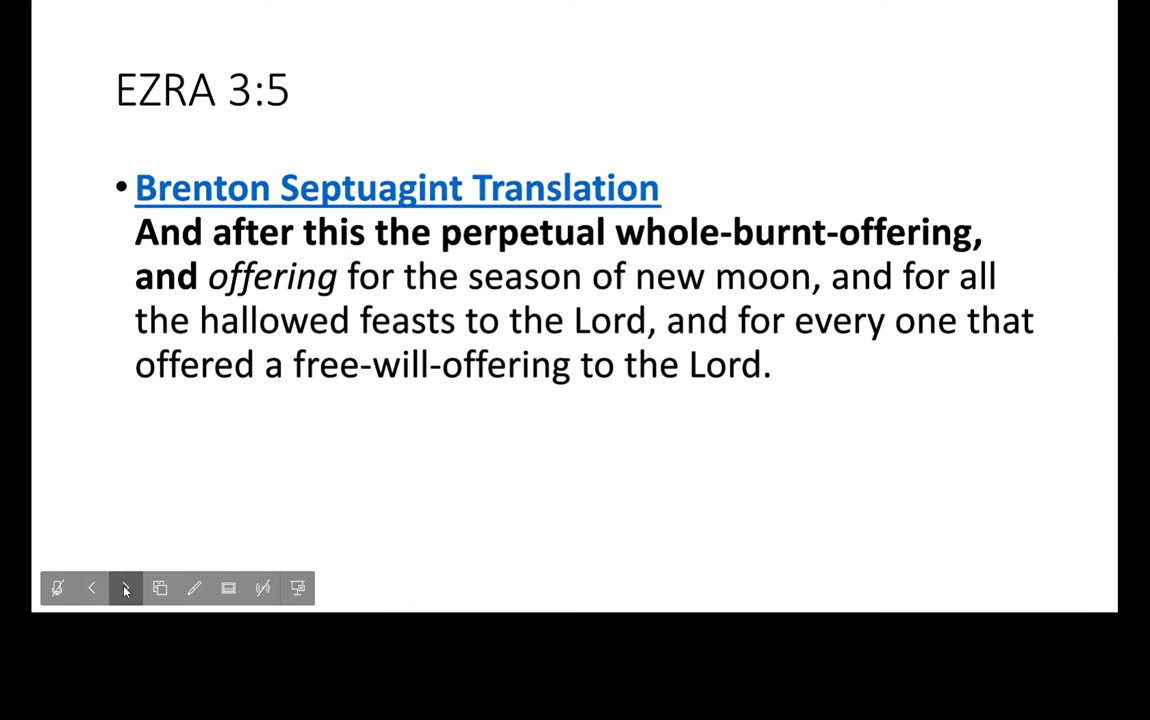 EZRA 3:5
• Brenton Septuagint Translation
And after this the perpetual whole-burnt-offering,
and offering for the season of new moon, and for all
the hallowed feasts to the Lord, and for every one that
offered a free-will-offering to the Lord.